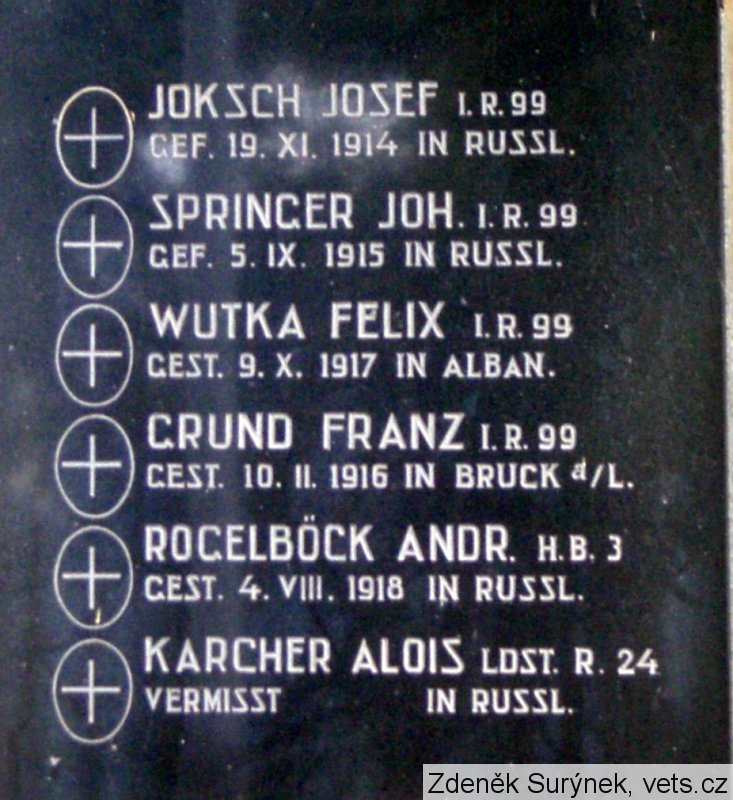 JOKSCH JOSEF I.R.99
GEF. 19. XI. 1914 IN RUSSL.
SPRINGER JOH. I.R.99
GEF. 5. IX. 1915 IN RUSSL.
WUTKA FELIX I.R.99
GEST. 9. X. 1917 IN ALBAN.
GRUND FRANZ I.R.99
GEST. 10. II. 1916 IN BRUCK a/L.
ROGELBÖCK ANDR. H.B. 3
GEST. 4. VIII. 1918 IN RUSSL.
KARCHER ALOIS LDST. R. 24
VERMISST IN RUSSL.
Zdeněk Surýnek, vets.cz